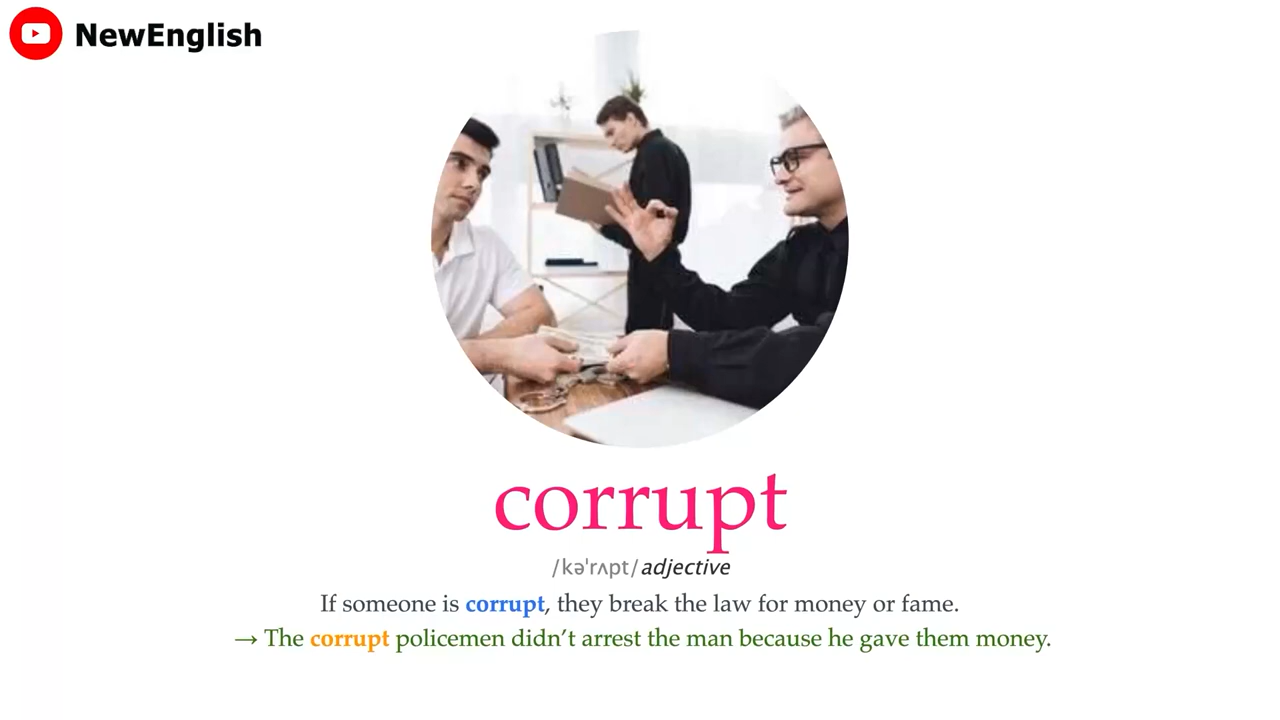 NewEnglish
corrupt
/kəˈrʌpt/adjective
If someone is corrupt, they break the law for money or fame.
→ The corrupt policemen didn’t arrest the man because he gave them money.